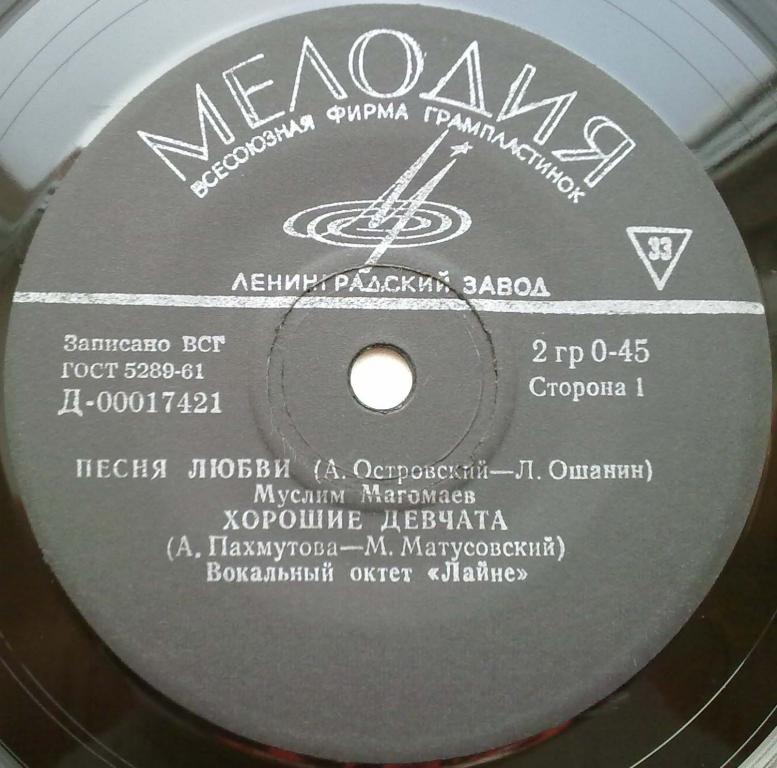 МЕЛОДИЯ
ВСЕСОЮЗНАЯ ФИРМА ГРАМПЛАСТИНОК
33
ЛЕНИНГРАДСКИЙ ЗАВОД
Записано ВСГ
ГОСТ 5289-61
Д-00017421
2 гр 0-45
Сторона 1
ПЕСНЯ ЛЮБВИ (А. Островский—Л. Ошанин)
Муслим Магомаев
ХОРОШИЕ ДЕВЧАТА
(А. Пахмутова—М. Матусовский)
Вокальный октет «Лайне»